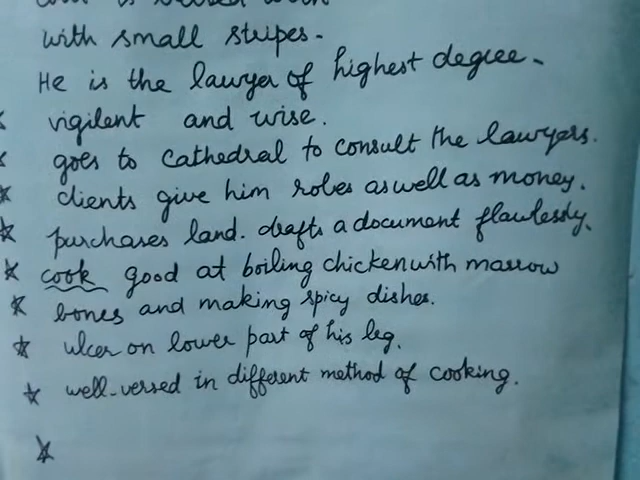 with small stripes.
He is the lawyer of highest degree.
vigilent and wise.
goes to Cathedral to consult the lawyers.
clients give him robes as well as money.
purchases land. drafts a document flawlessly.
cook good at boiling chicken with marrow
bones and making spicy dishes.
ulcer on lower part of his leg.
well-versed in different method of cooking.